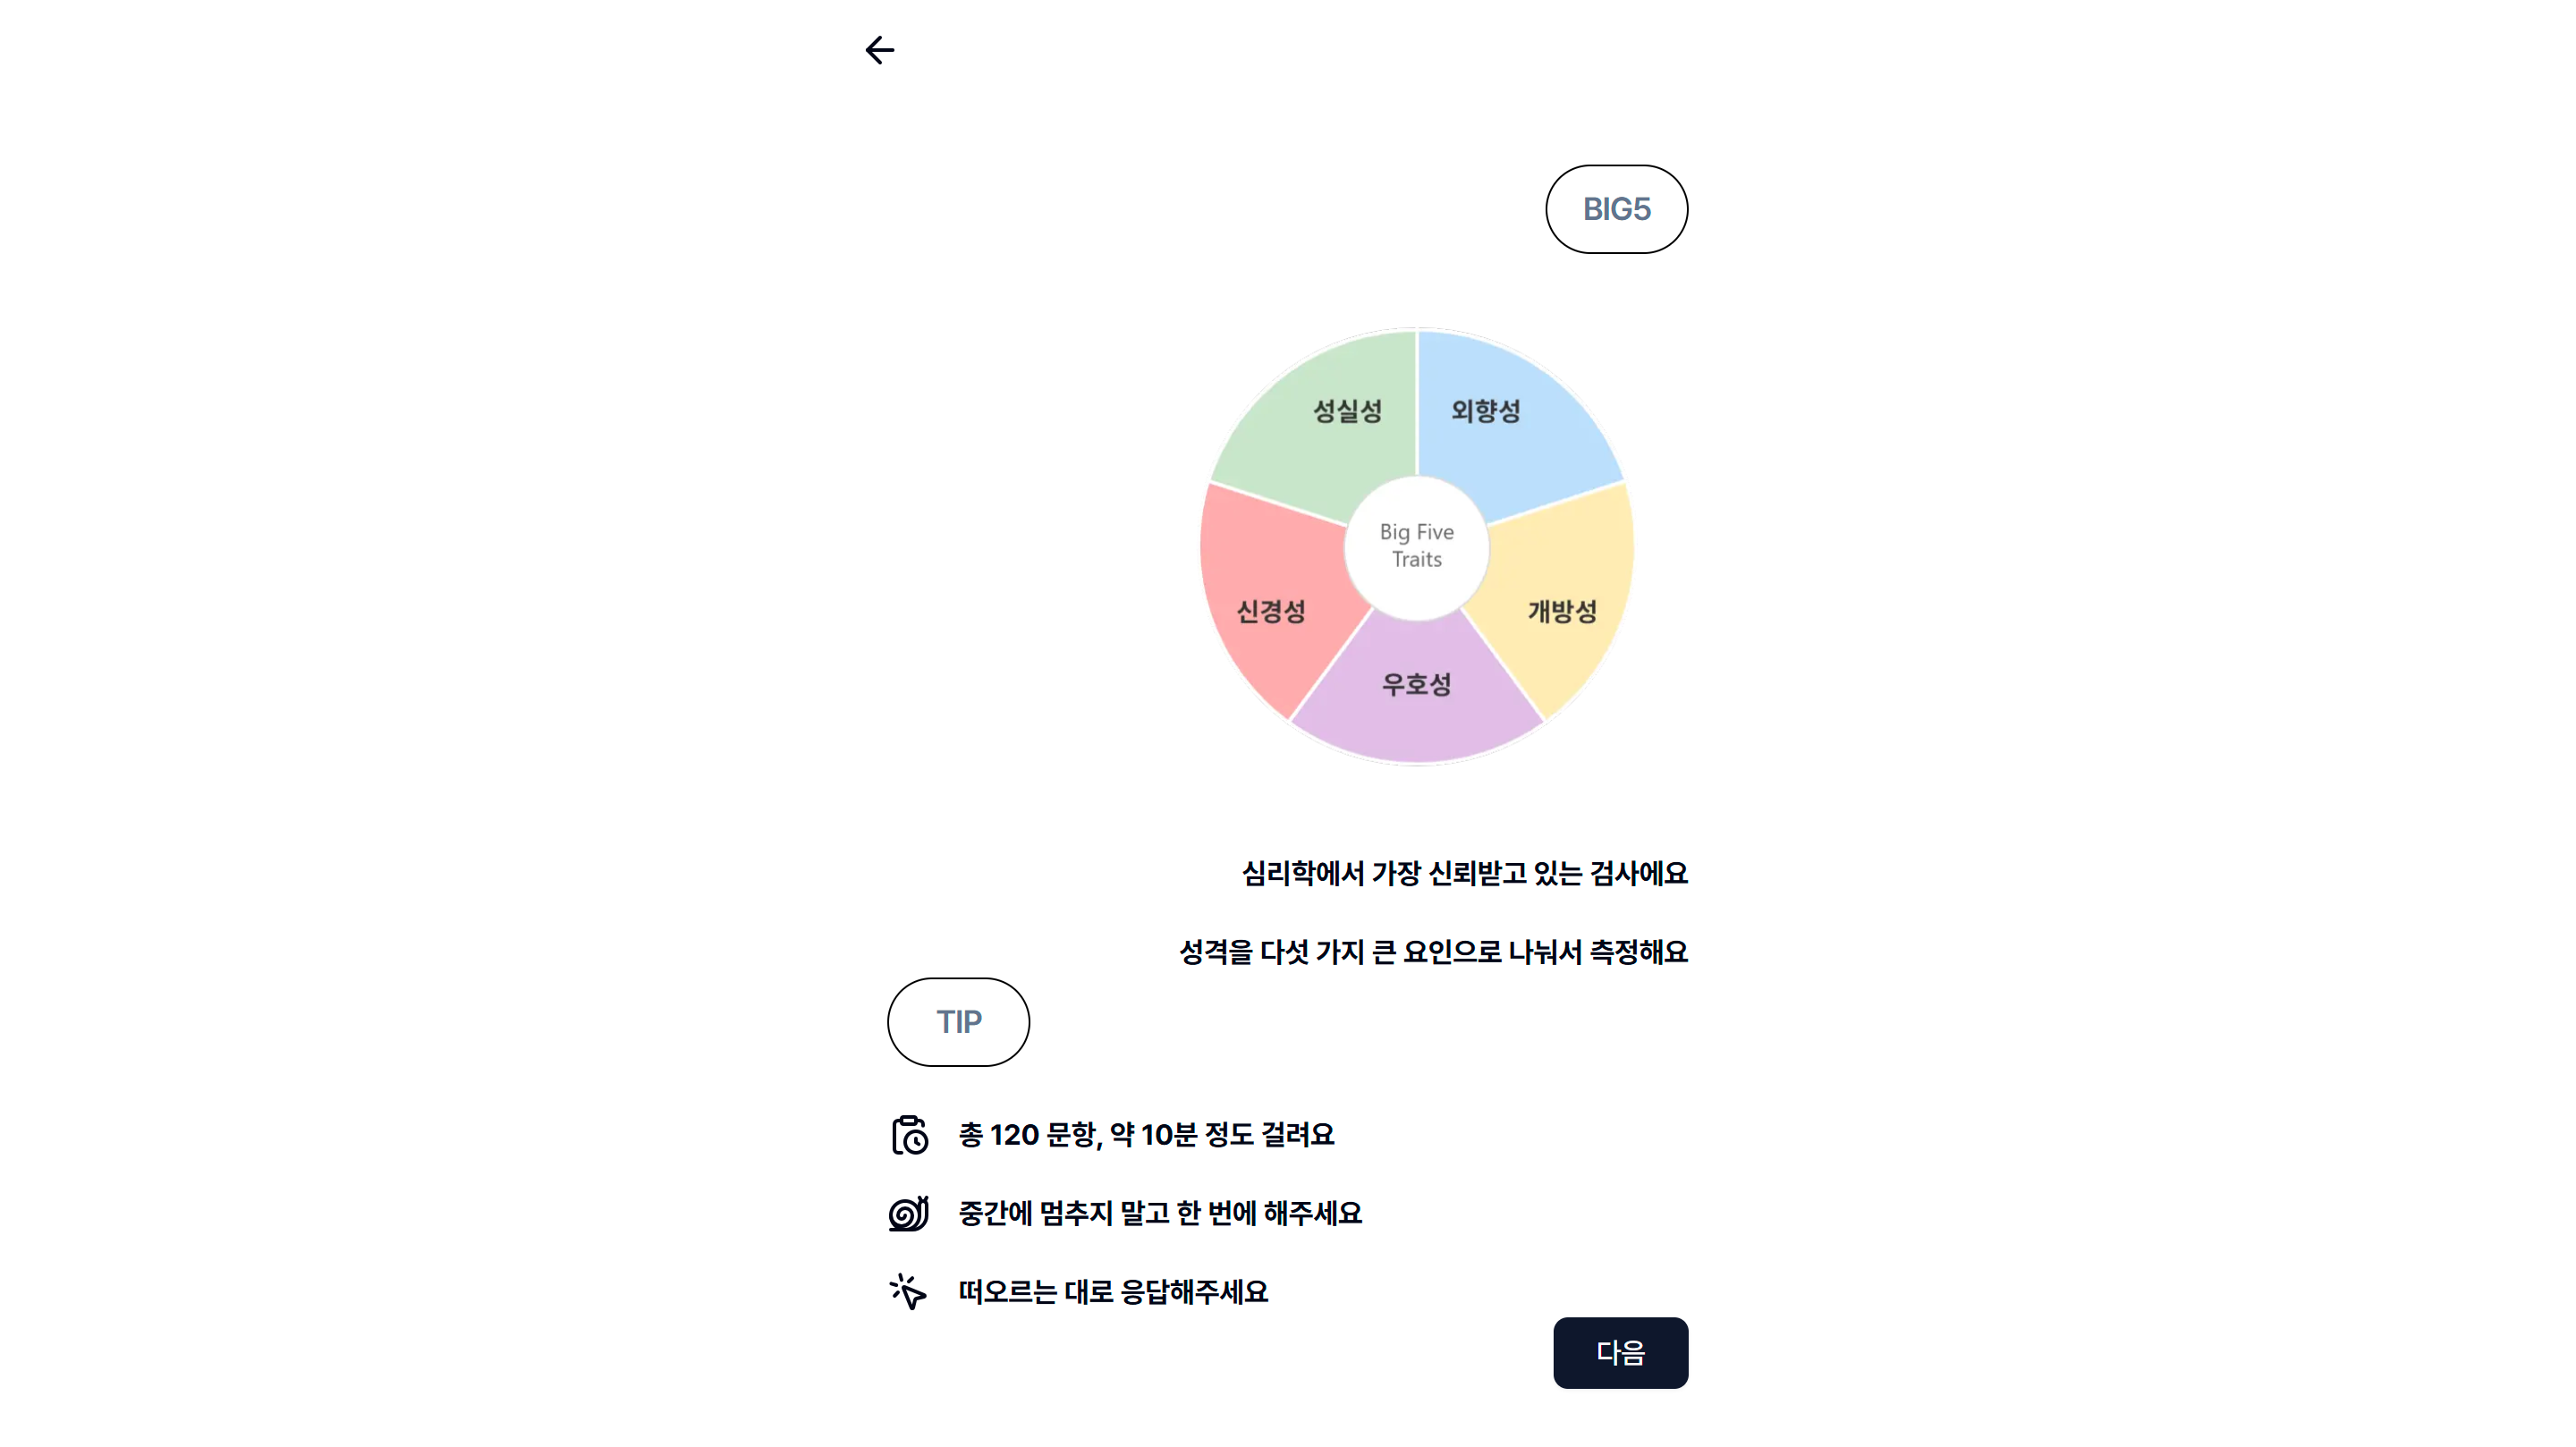 BIG5
성실성
외향성
Big Five
Traits
신경성
개방성
우호성
심리학에서 가장 신뢰받고 있는 검사에요
성격을 다섯 가지 큰 요인으로 나눠서 측정해요
TIP
총 120 문항, 약 10분 정도 걸려요
중간에 멈추지 말고 한 번에 해주세요
떠오르는 대로 응답해주세요
다음